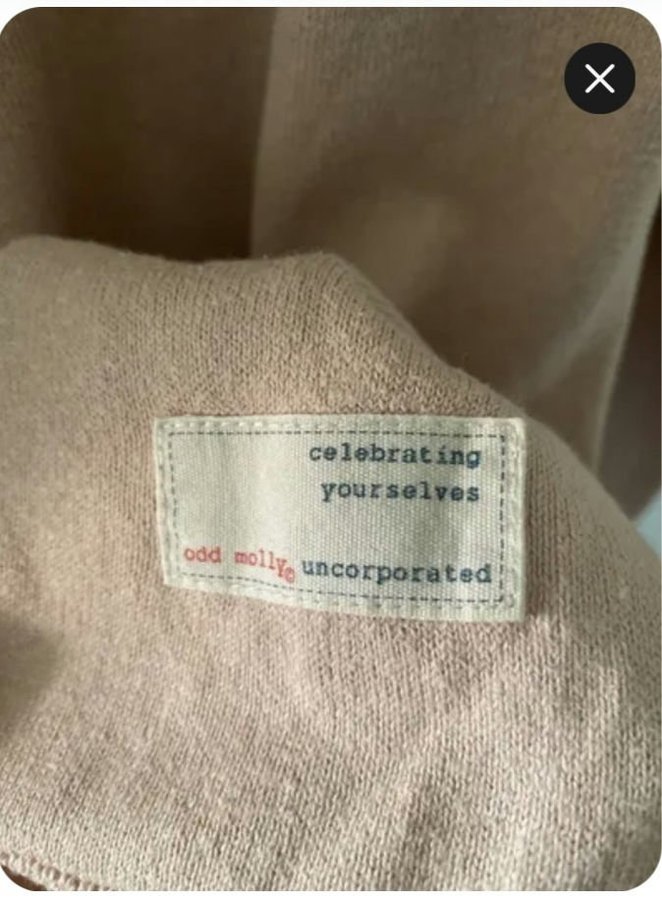 celebrating
yourselves
odd molly© uncorporated